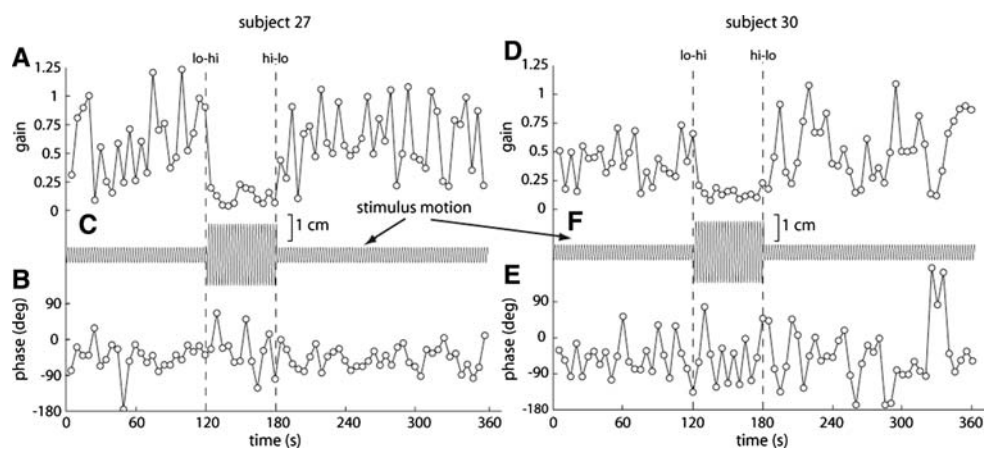 subject 27
subject 30
A
lo-hi
hi-lo
1.25
1
0.75
0.5
0.25
0
gain
D
lo-hi
hi-lo
1.25
1
0.75
0.5
0.25
0
gain
C
1 cm
stimulus motion
F
1 cm
B
90
0
-90
-180
phase (deg)
0
60
120
180
240
300
360
time (s)
E
90
0
-90
-180
phase (deg)
0
60
120
180
240
300
360
time (s)